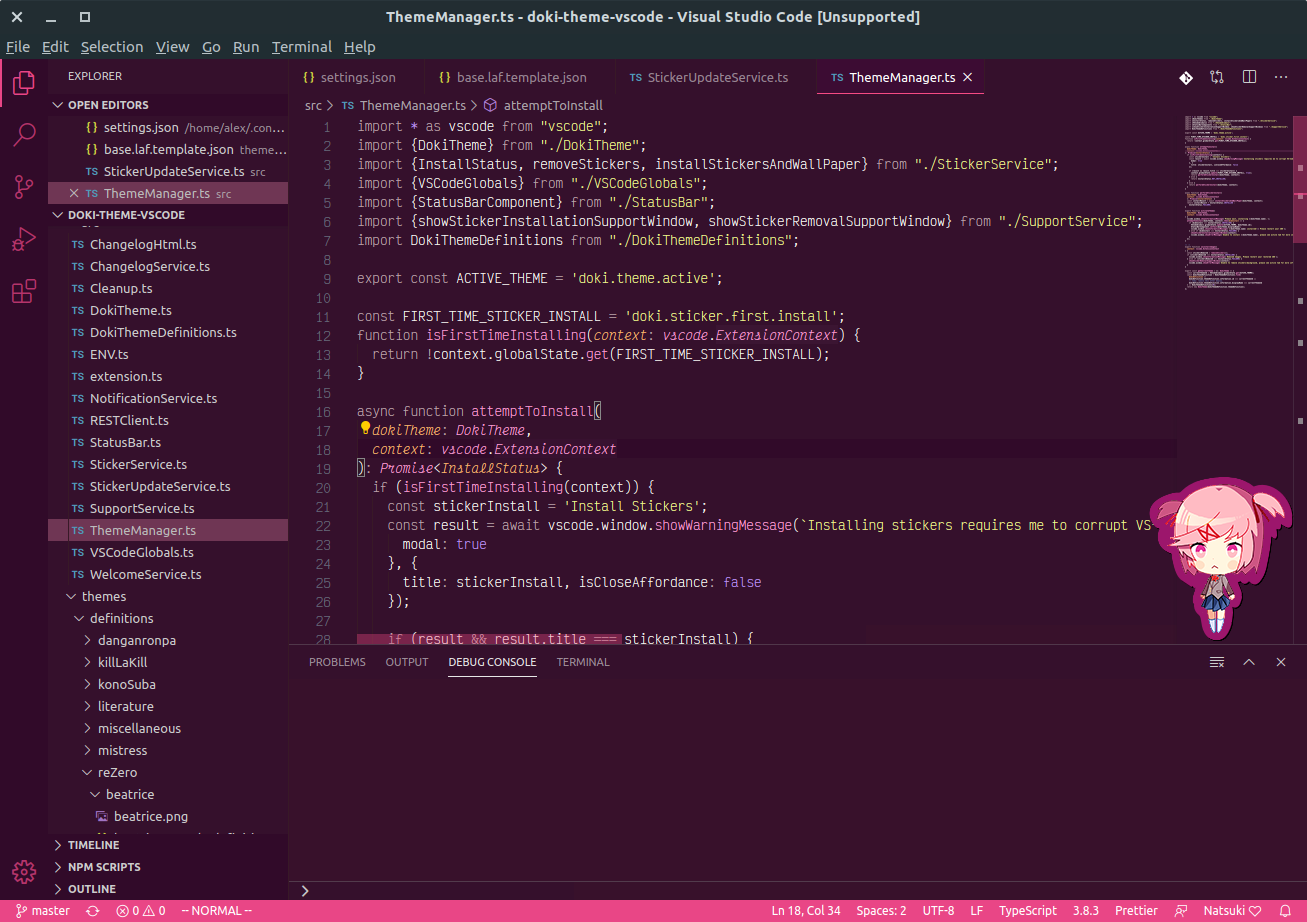 ThemeManager.ts - doki-theme-vscode - Visual Studio Code [Unsupported]
File Edit Selection View Go Run Terminal Help
EXPLORER
OPEN EDITORS
{} settings.json /home/alex/.con...
{} base.laf.template.json theme...
TS StickerUpdateService.ts src
TS ThemeManager.ts src
DOKI-THEME-VSCODE
TS ChangelogHtml.ts
TS ChangelogService.ts
TS Cleanup.ts
TS DokiTheme.ts
TS DokiThemeDefinitions.ts
TS ENV.ts
TS extension.ts
TS NotificationService.ts
TS RESTClient.ts
TS StatusBar.ts
TS StickerService.ts
TS StickerUpdateService.ts
TS SupportService.ts
TS ThemeManager.ts
TS VSCodeGlobals.ts
TS WelcomeService.ts
themes
definitions
danganronpa
killLaKill
konoSuba
literature
miscellaneous
mistress
reZero
beatrice
beatrice.png
TIMELINE
NPM SCRIPTS
OUTLINE
{} settings.json {} base.laf.template.json TS StickerUpdateService.ts TS ThemeManager.ts
src > TS ThemeManager.ts > attemptToInstall
1 import * as vscode from "vscode";
2 import {DokiTheme} from "./DokiTheme";
3 import {InstallStatus, removeStickers, installStickersAndWallPaper} from "./StickerService";
4 import {VSCodeGlobals} from "./VSCodeGlobals";
5 import {StatusBarComponent} from "./StatusBar";
6 import {showStickerInstallationSupportWindow, showStickerRemovalSupportWindow} from "./SupportService";
7 import DokiThemeDefinitions from "./DokiThemeDefinitions";
8
9 export const ACTIVE_THEME = 'doki.theme.active';
10
11 const FIRST_TIME_STICKER_INSTALL = 'doki.sticker.first.install';
12 function isFirstTimeInstalling(context: vscode.ExtensionContext) {
13 return !context.globalState.get(FIRST_TIME_STICKER_INSTALL);
14 }
15
16 async function attemptToInstall(
17 dokiTheme: DokiTheme,
18 context: vscode.ExtensionContext
19 ): Promise<InstallStatus> {
20 if (isFirstTimeInstalling(context)) {
21 const stickerInstall = 'Install Stickers';
22 const result = await vscode.window.showWarningMessage(`Installing stickers requires me to corrupt VS
23 modal: true
24 }, {
25 title: stickerInstall, isCloseAffordance: false
26 });
27
28 if (result && result.title === stickerInstall) {
PROBLEMS OUTPUT DEBUG CONSOLE TERMINAL
master 0 0 -- NORMAL -- Ln 18, Col 34 Spaces: 2 UTF-8 LF TypeScript 3.8.3 Prettier Natsuki ♡